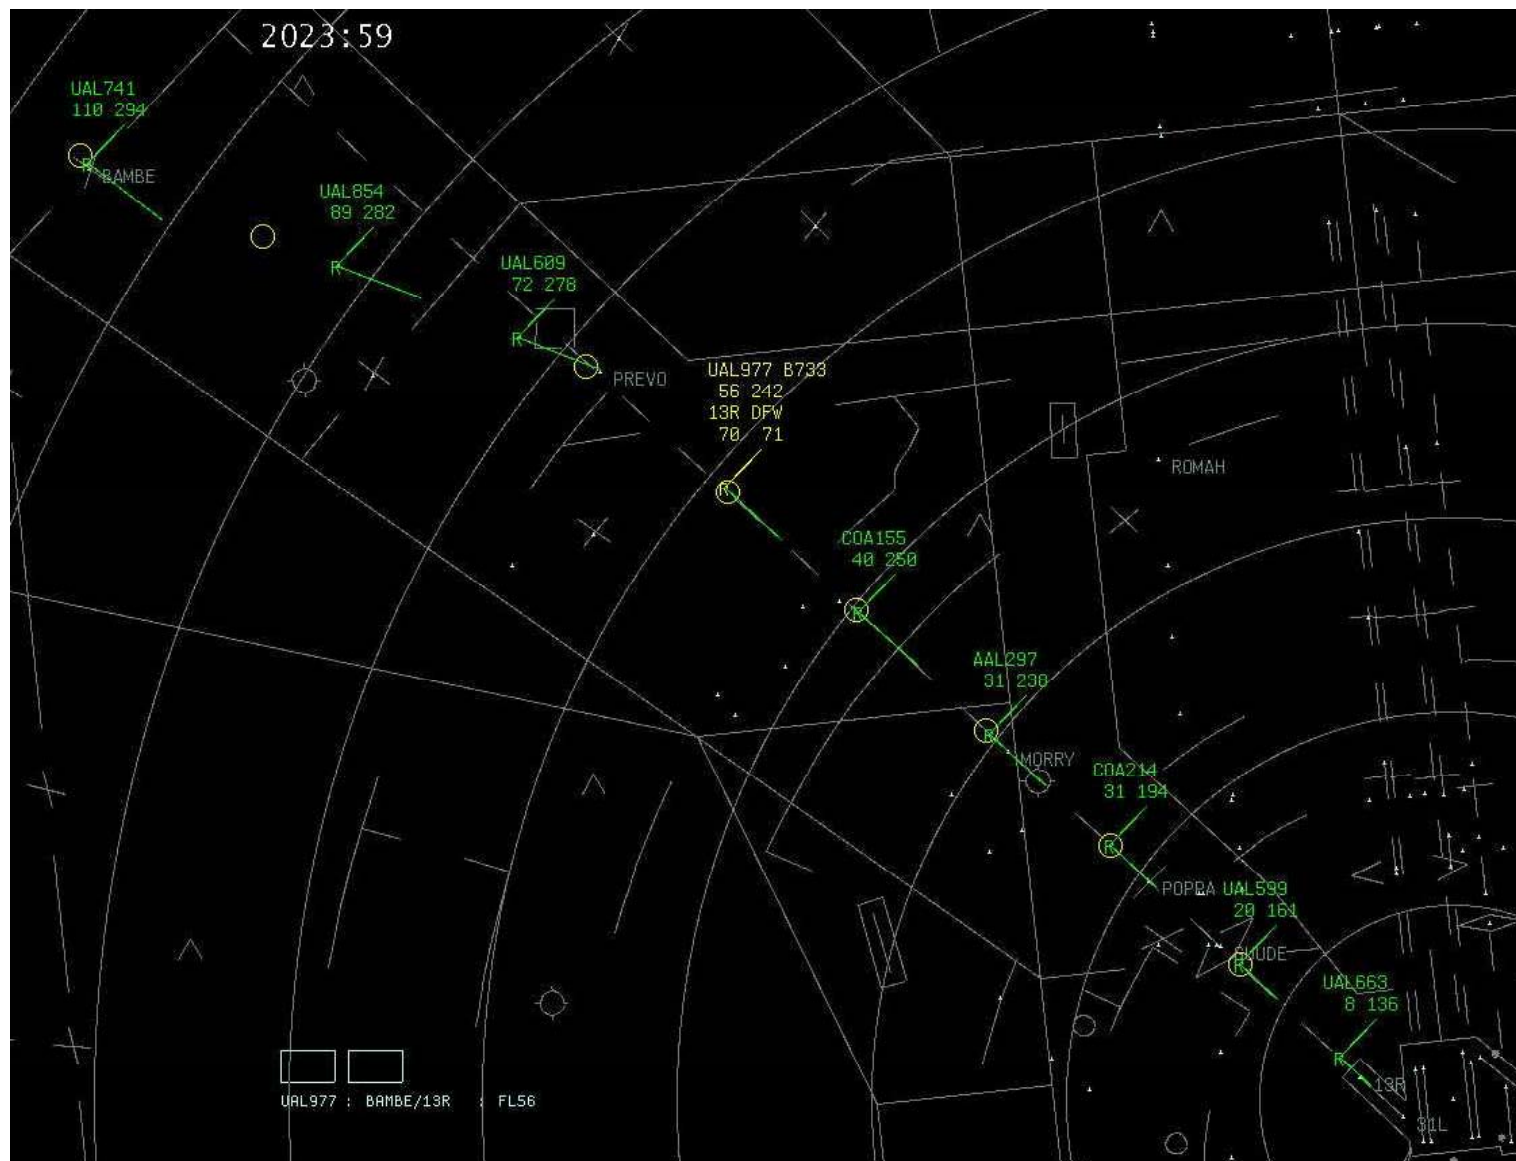 2023:59
UAL741
110 294
BAMBE
UAL854
89 282
UAL609
72 278
PREVO
UAL977 B733
56 242
13R DFW
70 71
ROMAH
COA155
40 250
AAL297
31 238
MORRY
COA214
31 194
POPPA
UAL599
20 161
GUUDE
UAL663
8 136
13R
31L
UAL977 : BAMBE/13R : FL56